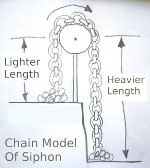 Lighter
Length
Heavier
Length
Chain Model
Of Siphon